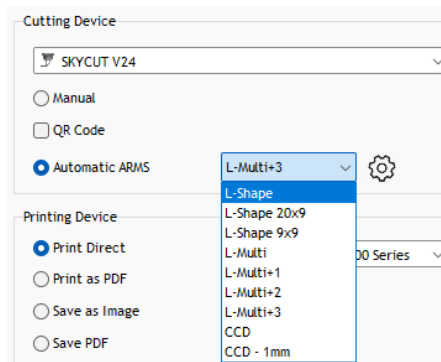 Cutting Device
SKYCUT V24
Manual
QR Code
Automatic ARMS
L-Multi+3
L-Shape
L-Shape 20x9
L-Shape 9x9
L-Multi
L-Multi+1
L-Multi+2
L-Multi+3
CCD
CCD - 1mm
Printing Device
Print Direct
00 Series
Print as PDF
Save as Image
Save PDF